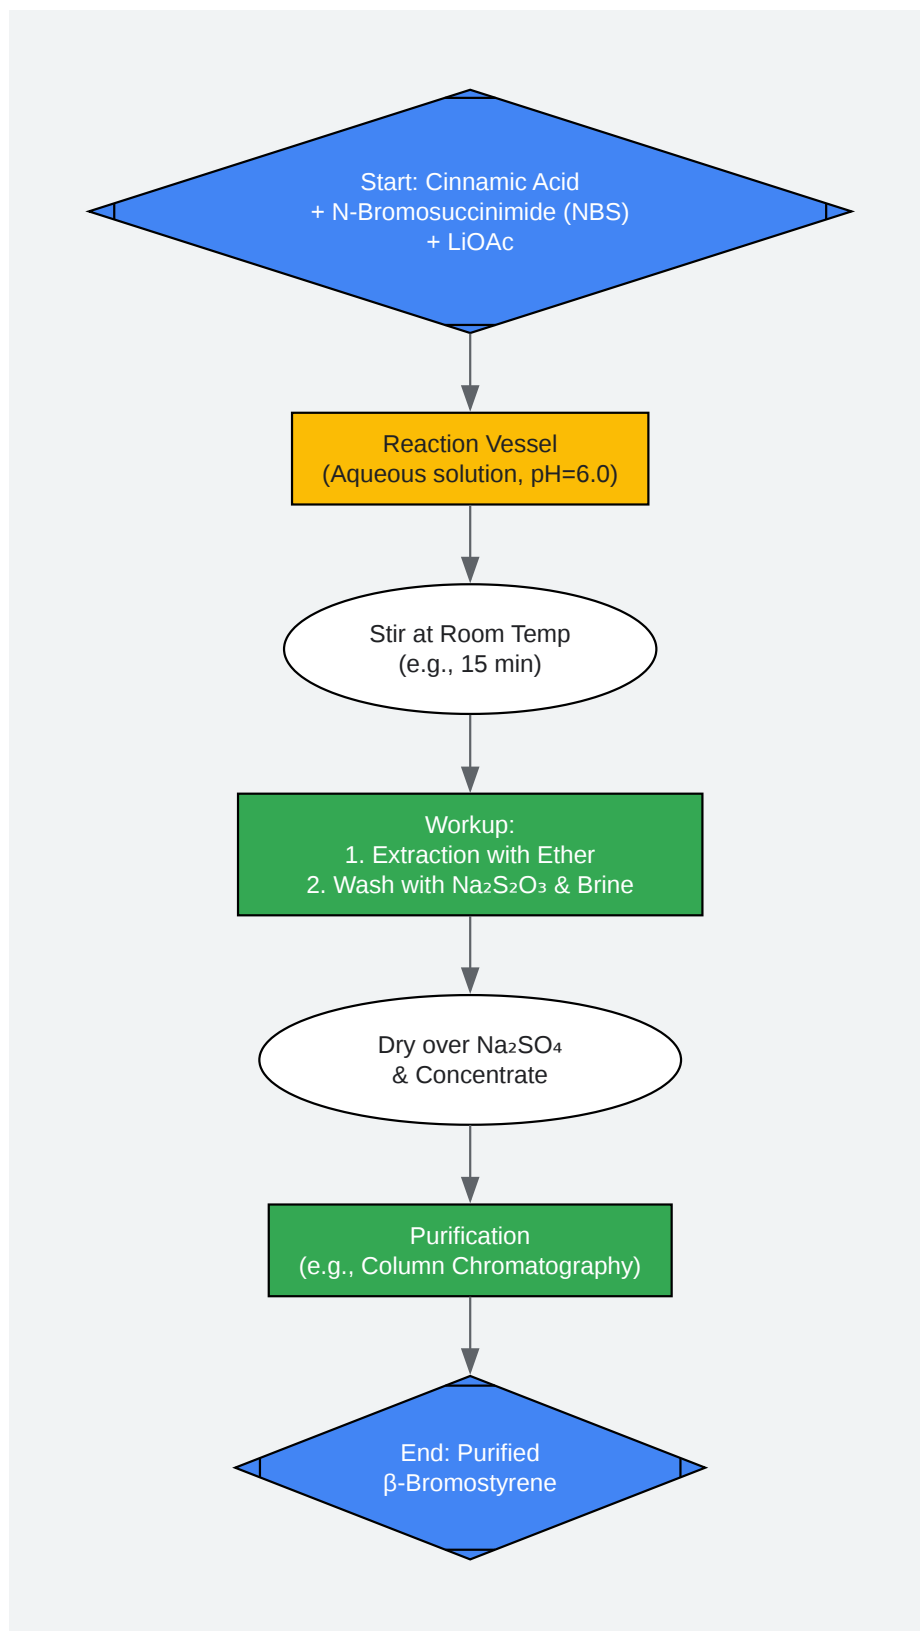 Start: Cinnamic Acid
+ N-Bromosuccinimide (NBS)
+ LiOAc
Reaction Vessel
(Aqueous solution, pH=6.0)
Stir at Room Temp
(e.g., 15 min)
Workup:
1. Extraction with Ether
2. Wash with Na₂S₂O₃ & Brine
Dry over Na₂SO₄
& Concentrate
Purification
(e.g., Column Chromatography)
End: Purified
β-Bromostyrene